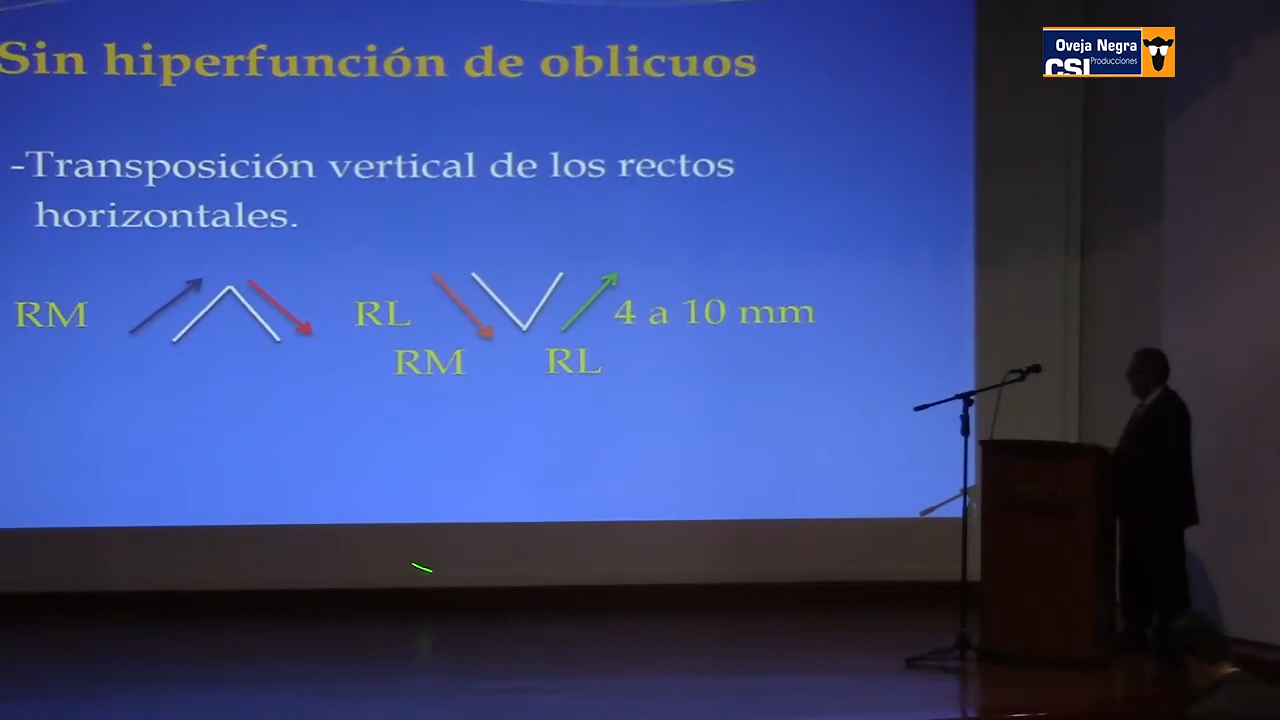 Sin hiperfunción de oblicuos
-Transposición vertical de los rectos
horizontales.
RM RL 4 a 10 mm
RM RL
Oveja Negra
CSI Producciones